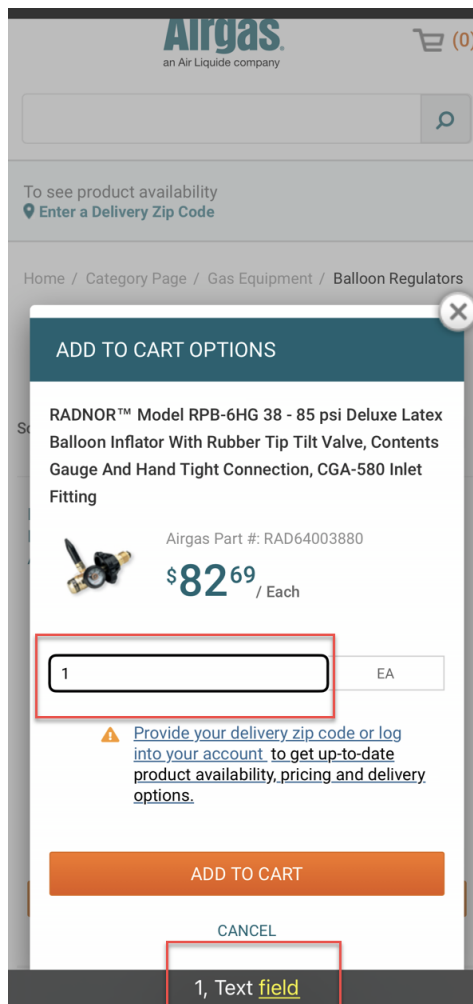 Airgas.
an Air Liquide company
(0)
To see product availability
Enter a Delivery Zip Code
Home / Category Page / Gas Equipment / Balloon Regulators
ADD TO CART OPTIONS
RADNOR™ Model RPB-6HG 38 - 85 psi Deluxe Latex
Balloon Inflator With Rubber Tip Tilt Valve, Contents
Gauge And Hand Tight Connection, CGA-580 Inlet
Fitting
Airgas Part #: RAD64003880
$82 69 / Each
1 EA
Provide your delivery zip code or log
into your account to get up-to-date
product availability, pricing and delivery
options.
ADD TO CART
CANCEL
1, Text field